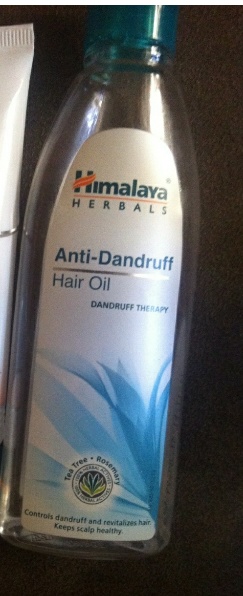 Himalaya
HERBALS
Anti-Dandruff
Hair Oil
DANDRUFF THERAPY
Tea Tree • Rosemary
Controls dandruff and revitalizes hair.
Keeps scalp healthy.